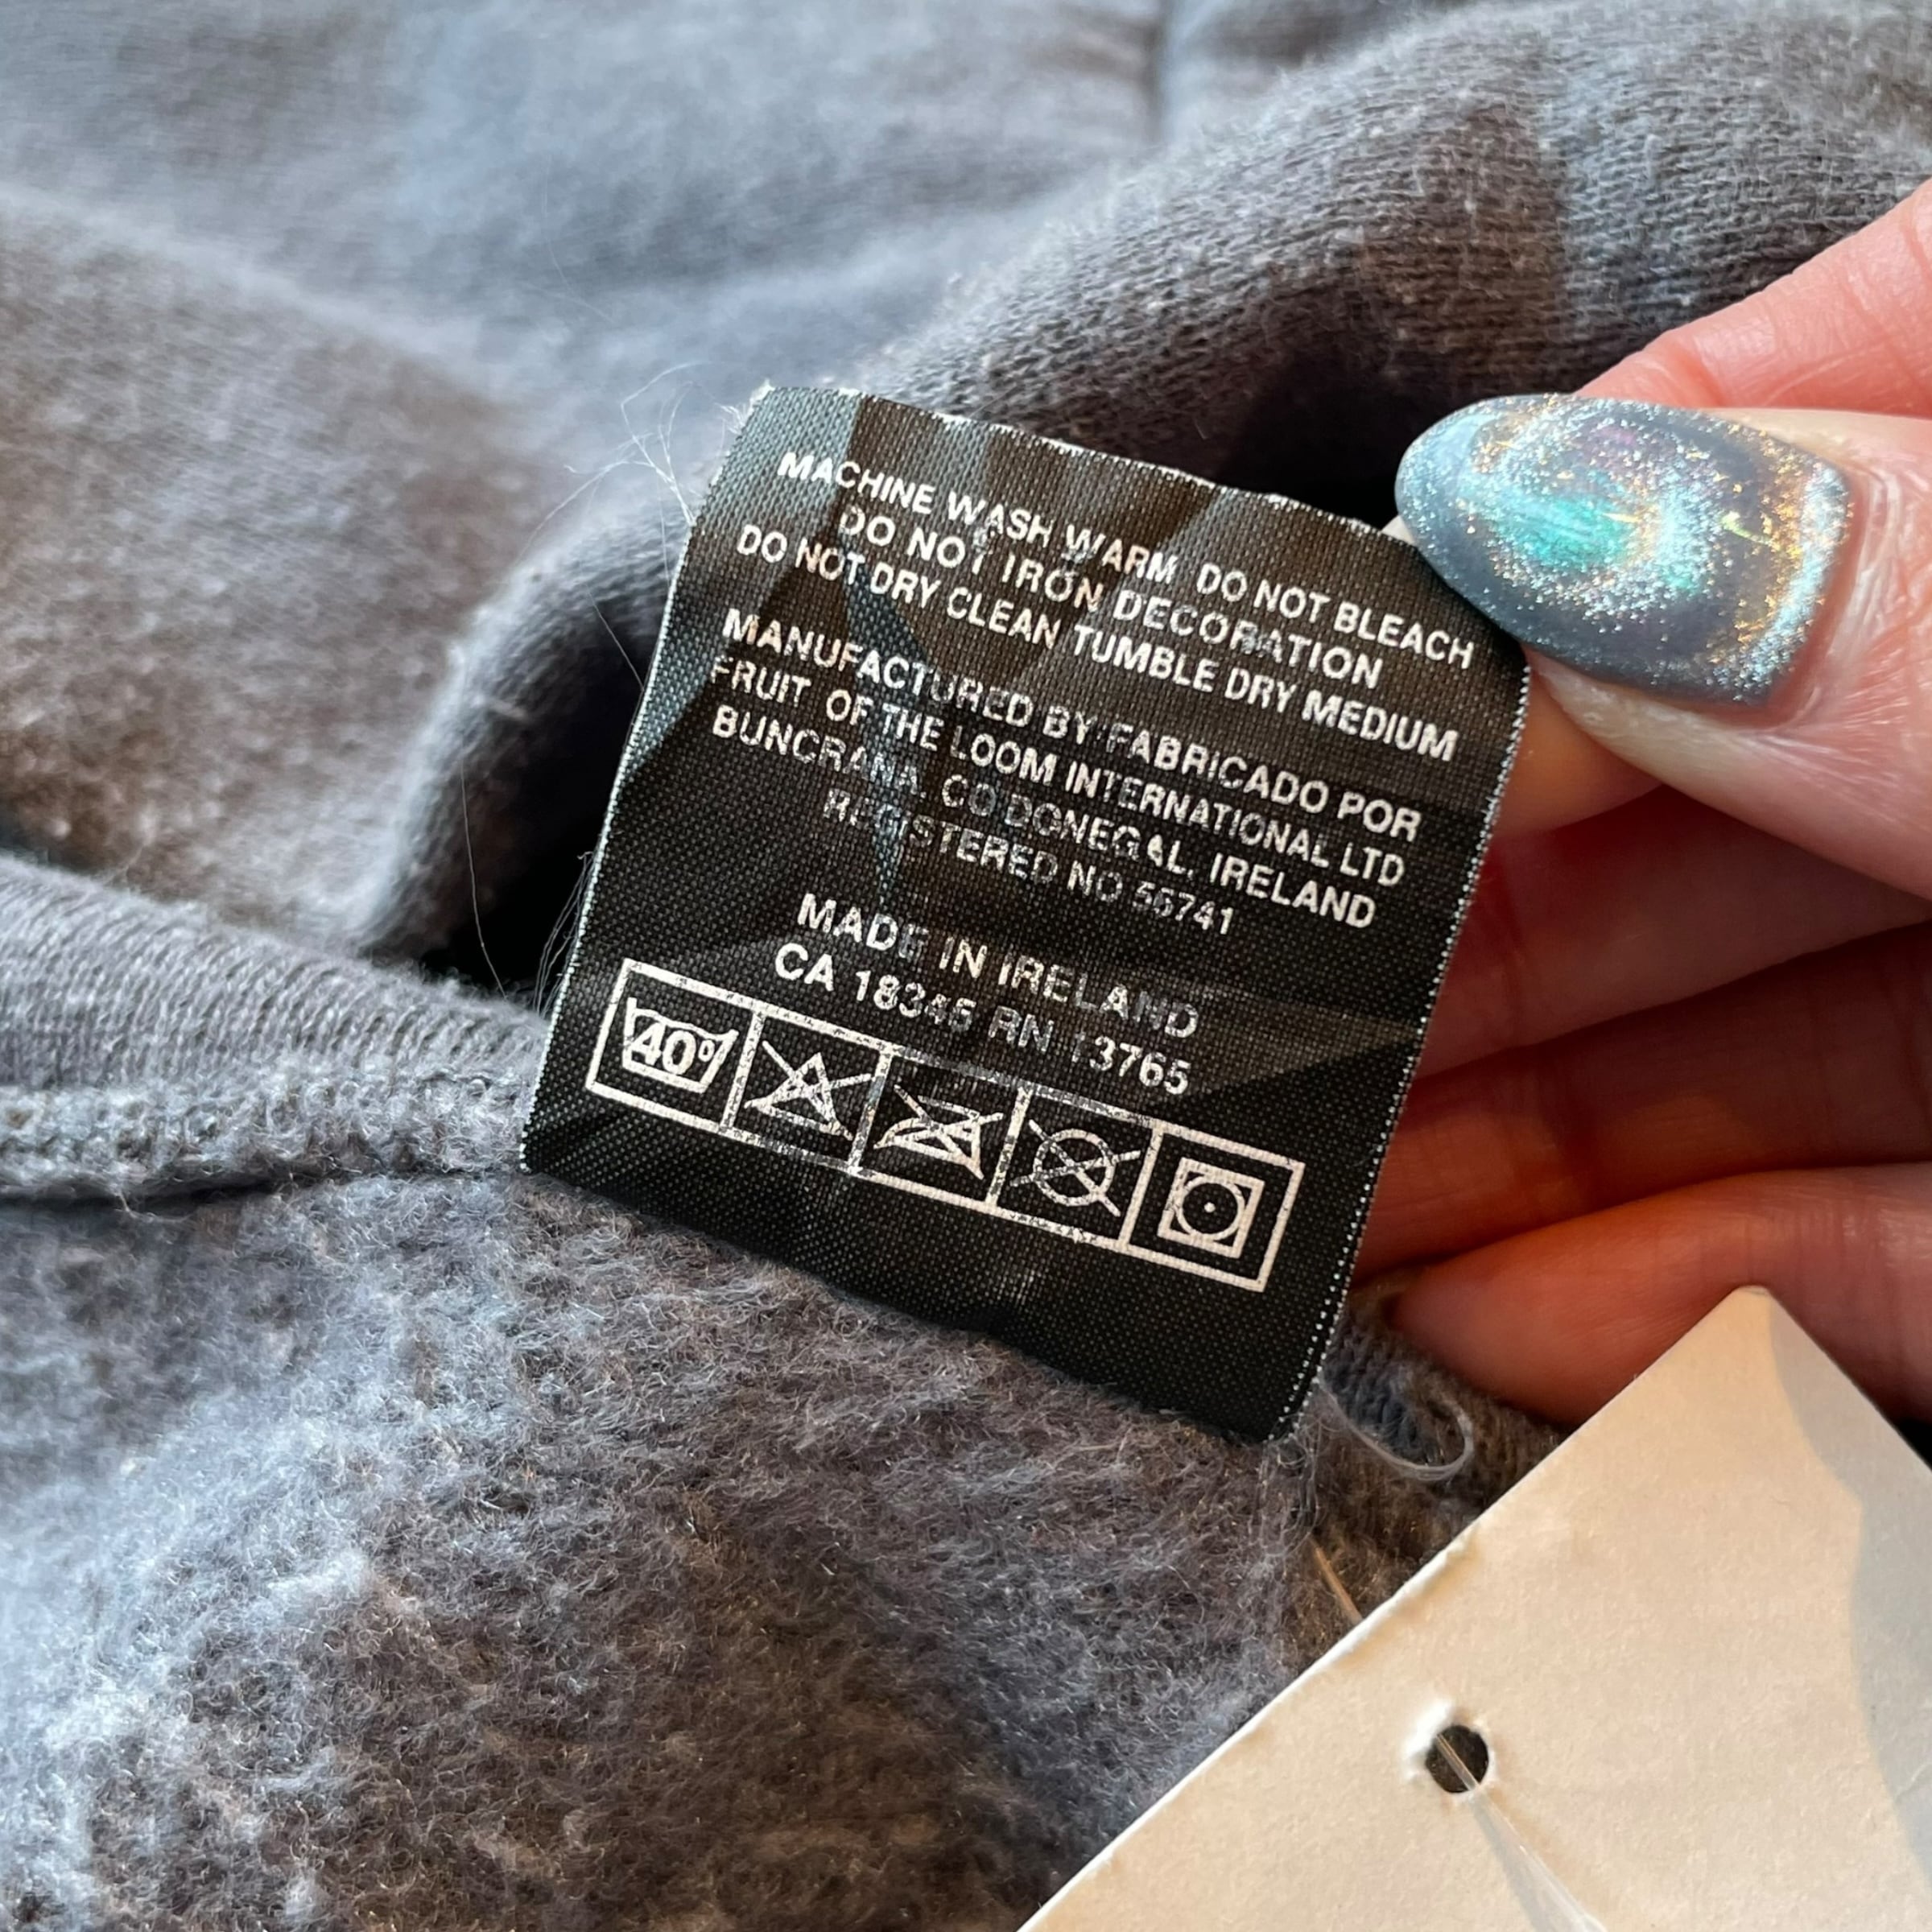 MACHINE WASH WARM DO NOT BLEACH
DO NOT IRON DECORATION
DO NOT DRY CLEAN TUMBLE DRY MEDIUM
MANUFACTURED BY/FABRICADO POR
FRUIT OF THE LOOM INTERNATIONAL LTD
BUNCRANA, CO DONEGAL, IRELAND
REGISTERED NO 56741
MADE IN IRELAND
CA 18346 RN 13765
40°